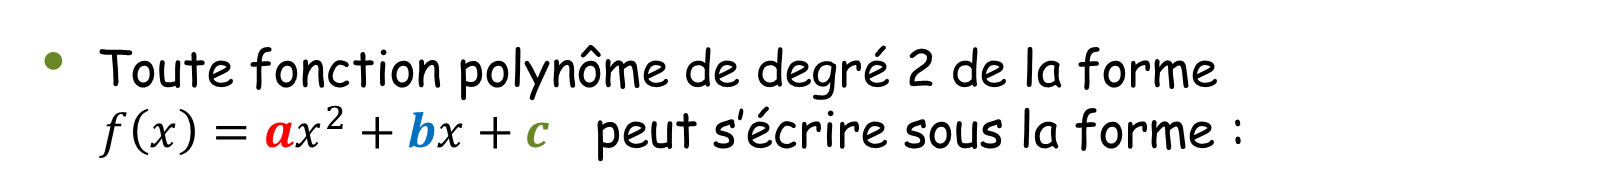 • Toute fonction polynôme de degré 2 de la forme
f(x) = ax² + bx + c peut s'écrire sous la forme :